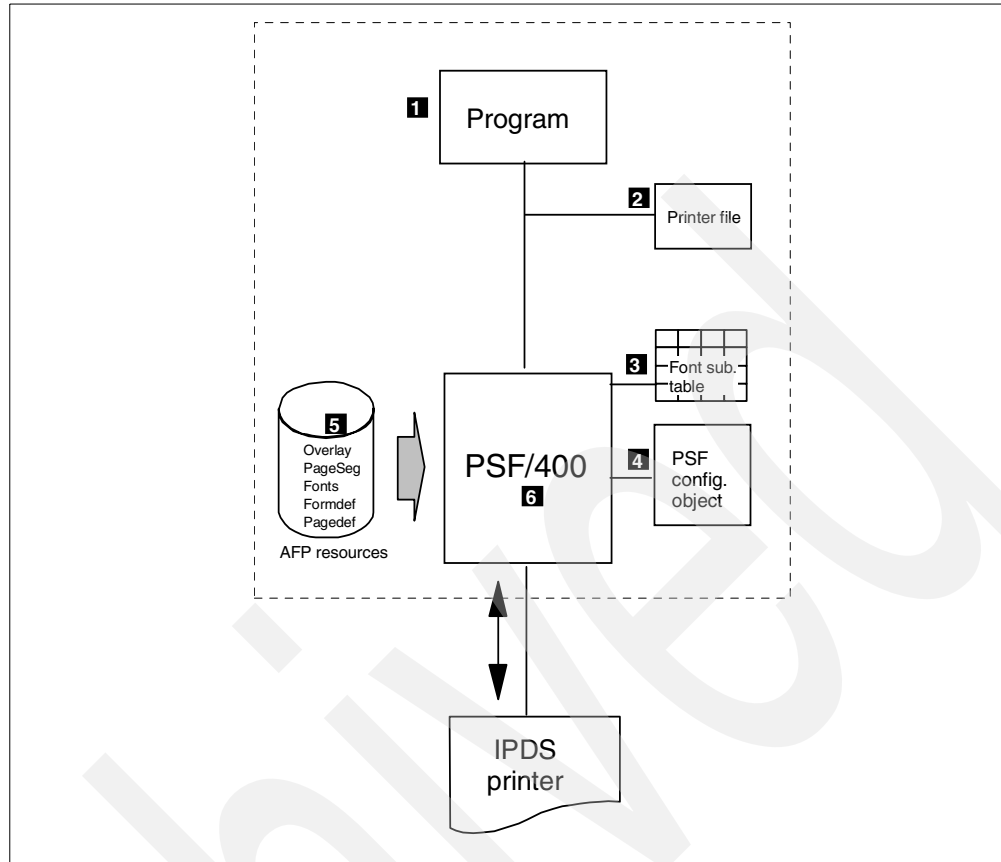 1
Program
2
Printer file
3
Font sub.
table
5
Overlay
PageSeg
Fonts
Formdef
Pagedef
AFP resources
PSF/400
6
4
PSF
config.
object
IPDS
printer
hived